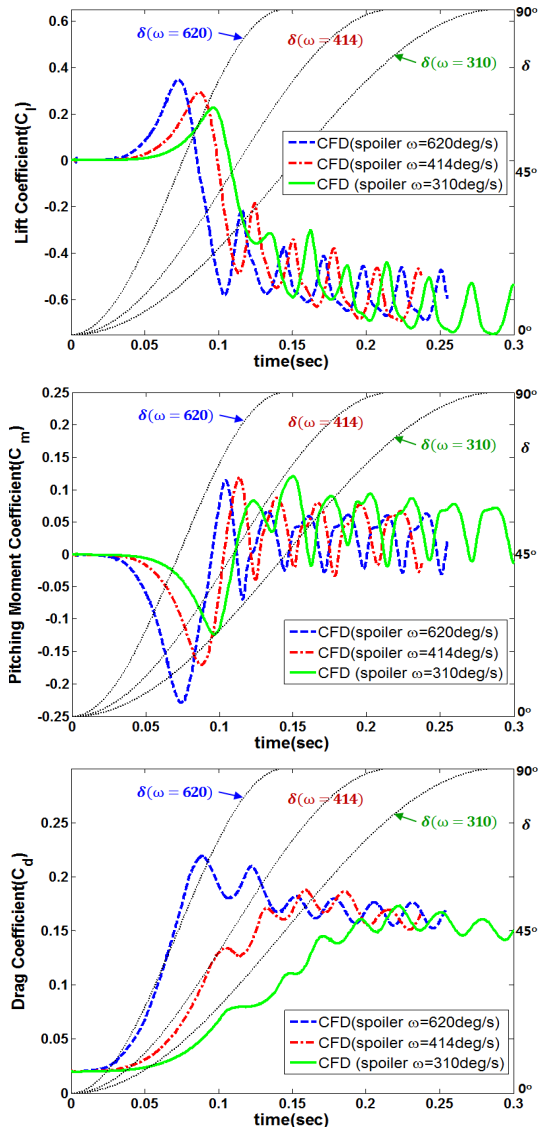 0.6
0.4
0.2
0
-0.2
-0.4
-0.6
Lift Coefficient(C_l)
δ(ω = 620)
δ(ω = 414)
δ(ω = 310)
CFD(spoiler ω=620deg/s)
CFD(spoiler ω=414deg/s)
CFD (spoiler ω=310deg/s)
90°
δ
45°
0°
0 0.05 0.1 0.15 0.2 0.25 0.3
time(sec)
0.25
0.2
0.15
0.1
0.05
0
-0.05
-0.1
-0.15
-0.2
-0.25
Pitching Moment Coefficient(C_m)
δ(ω = 620)
δ(ω = 414)
δ(ω = 310)
CFD(spoiler ω=620deg/s)
CFD(spoiler ω=414deg/s)
CFD (spoiler ω=310deg/s)
90°
δ
45°
0°
0 0.05 0.1 0.15 0.2 0.25 0.3
time(sec)
0.25
0.2
0.15
0.1
0.05
0
Drag Coefficient(C_d)
δ(ω = 620)
δ(ω = 414)
δ(ω = 310)
CFD(spoiler ω=620deg/s)
CFD(spoiler ω=414deg/s)
CFD (spoiler ω=310deg/s)
90°
δ
45°
0°
0 0.05 0.1 0.15 0.2 0.25 0.3
time(sec)